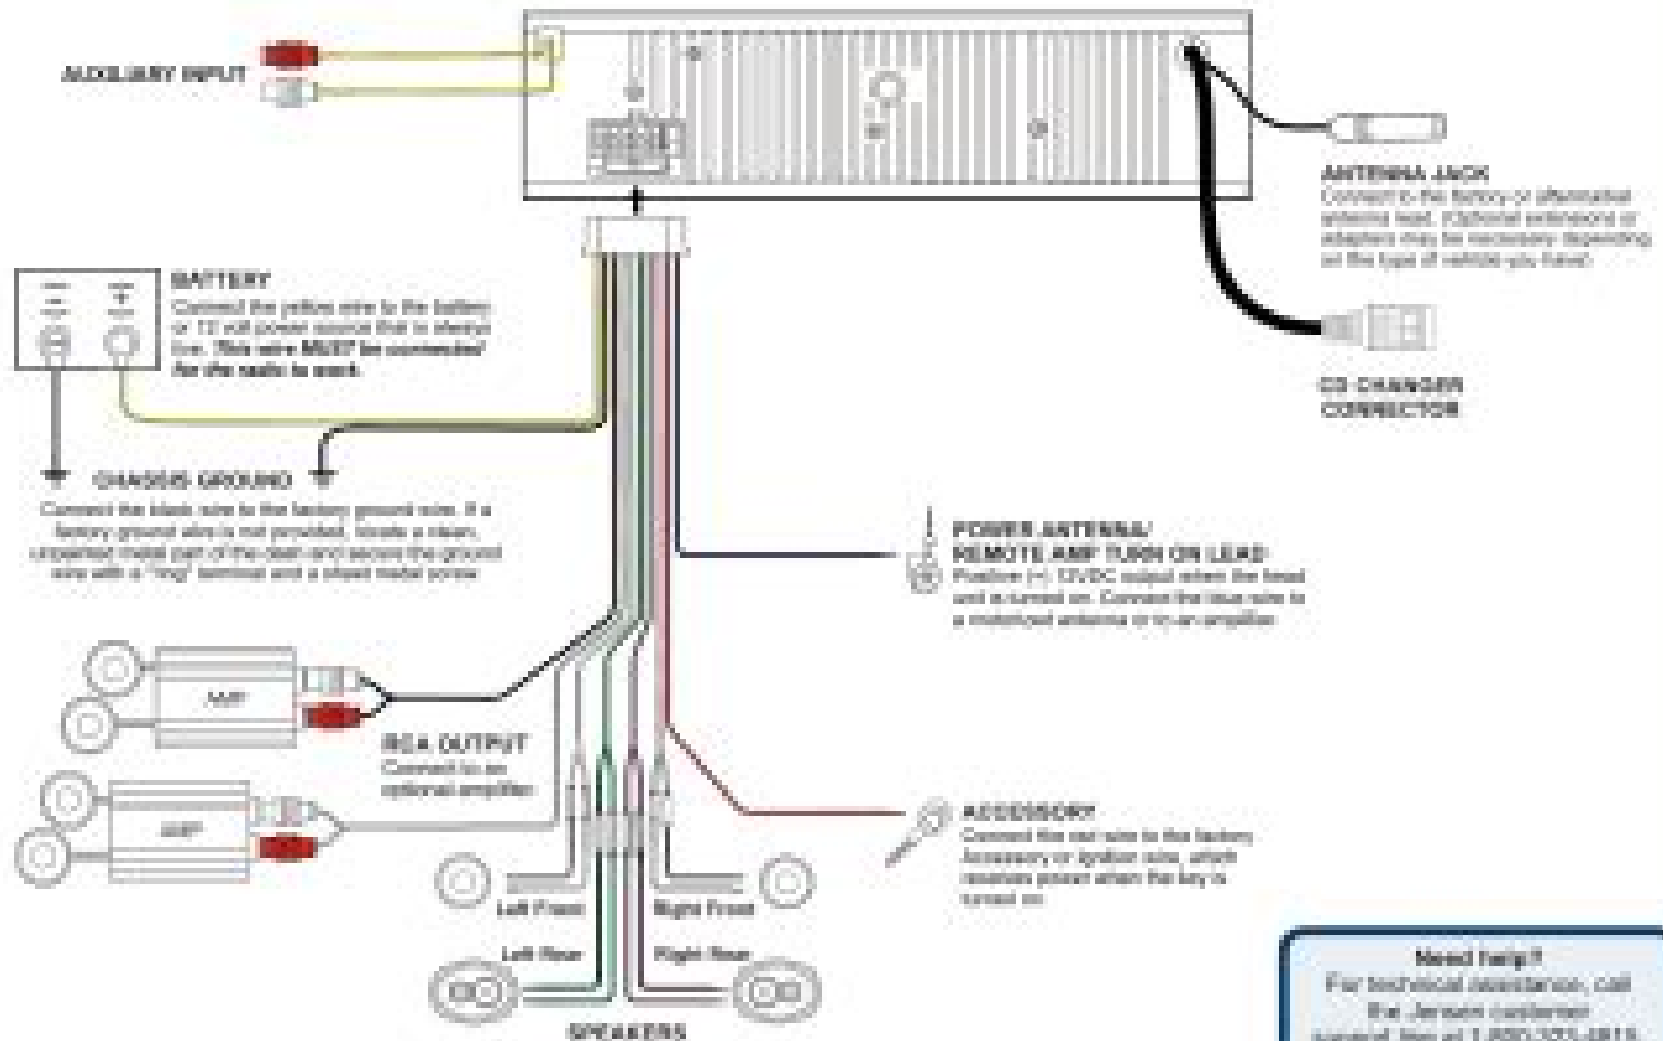 AUXILIARY INPUT
ANTENNA JACK
Connect to the factory or aftermarket
antenna lead. (Optional extensions or
adapters may be necessary depending
on the type of vehicle you have)
BATTERY
Connect the yellow wire to the battery
or 12 volt power source that is always
live. This wire MUST be connected
for the radio to work.
CD CHANGER
CONNECTOR
CHASSIS GROUND
Connect the black wire to the factory ground wire. If a
factory ground wire is not provided, locate a clean,
unpainted metal part of the dash and secure the ground
wire with a "ring" terminal and a sheet metal screw
POWER ANTENNA/
REMOTE AMP TURN ON LEAD
Positive (+) 12VDC output when the head
unit is turned on. Connect the blue wire to
a motorized antenna or to an amplifier.
AMP
RCA OUTPUT
Connect to an
optional amplifier.
AMP
ACCESSORY
Connect the red wire to the factory
Accessory or Ignition wire, which
receives power when the key is
turned on.
Left Front
Right Front
Left Rear
Right Rear
SPEAKERS
Need help?
For technical assistance, call
the Jensen customer